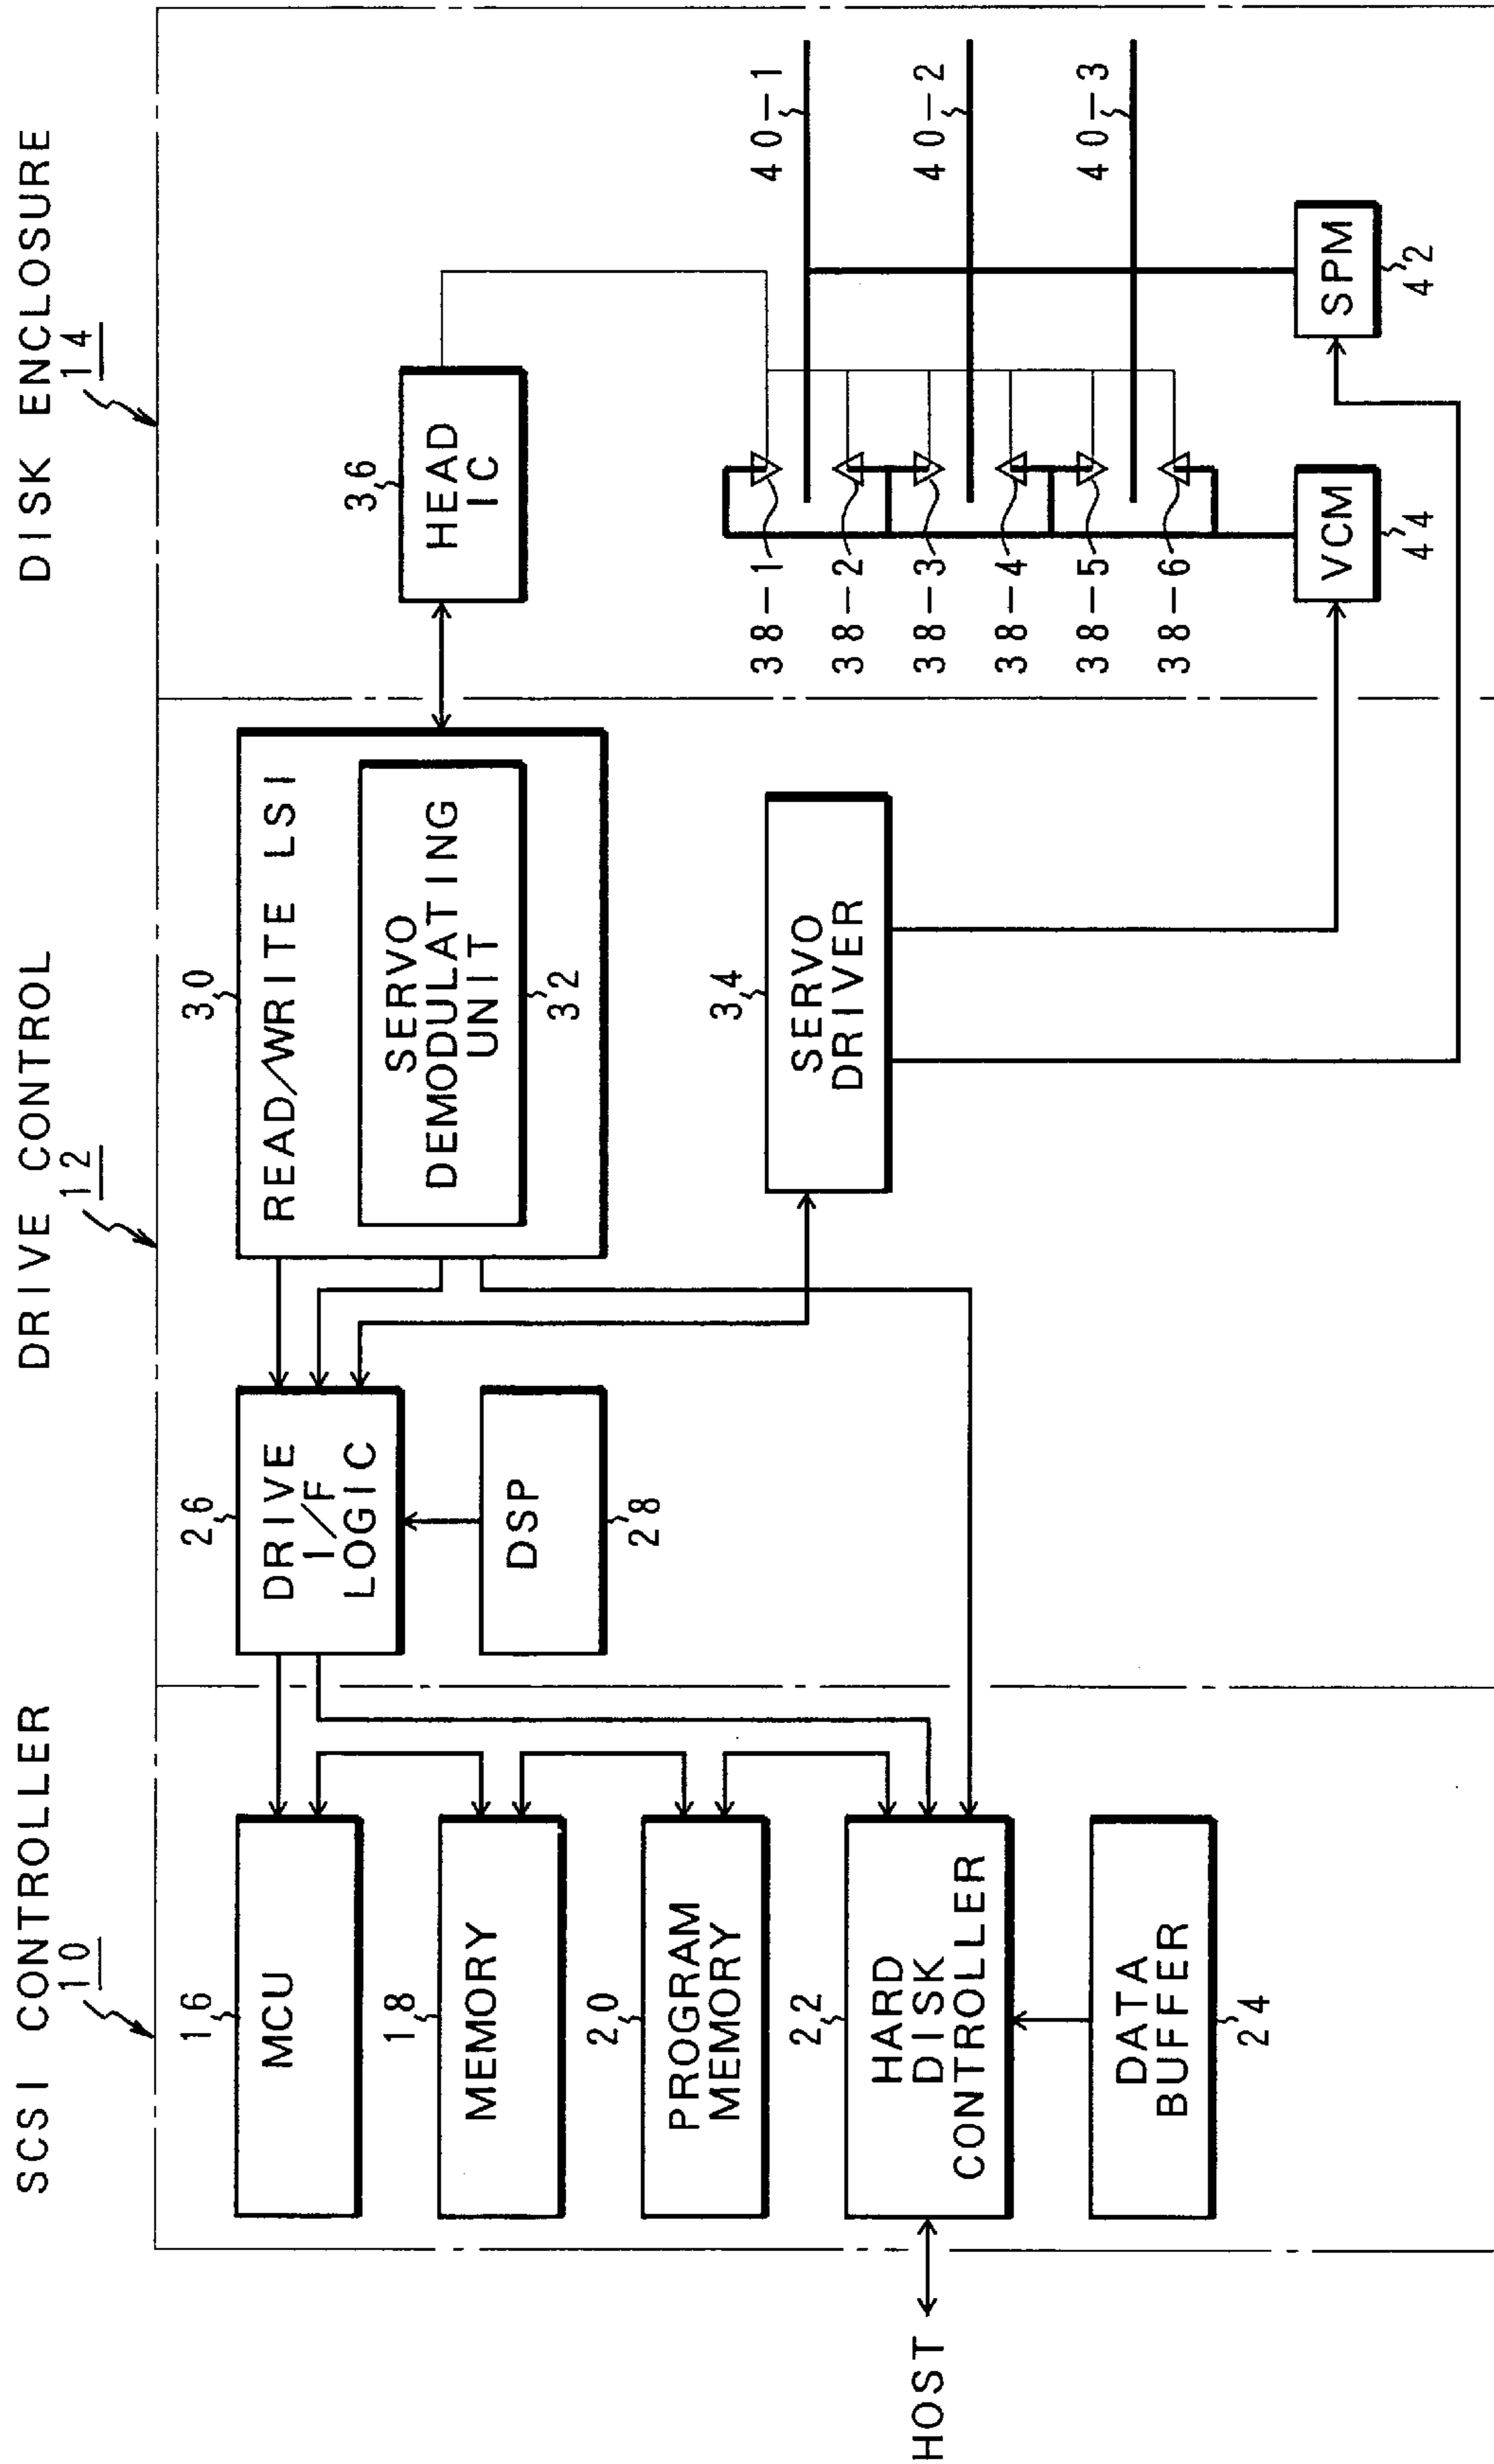 SCSI CONTROLLER
10
DRIVE CONTROL
12
DISK ENCLOSURE
14
16
MCU
18
MEMORY
20
PROGRAM
MEMORY
22
HARD
DISK
CONTROLLER
DATA
BUFFER
24
HOST
26
DRIVE
I/F
LOGIC
DSP
28
30
READ/WRITE LSI
SERVO
DEMODULATING
UNIT
32
34
SERVO
DRIVER
36
HEAD
IC
38-1
38-2
38-3
38-4
38-5
38-6
40-1
40-2
40-3
VCM
44
SPM
42